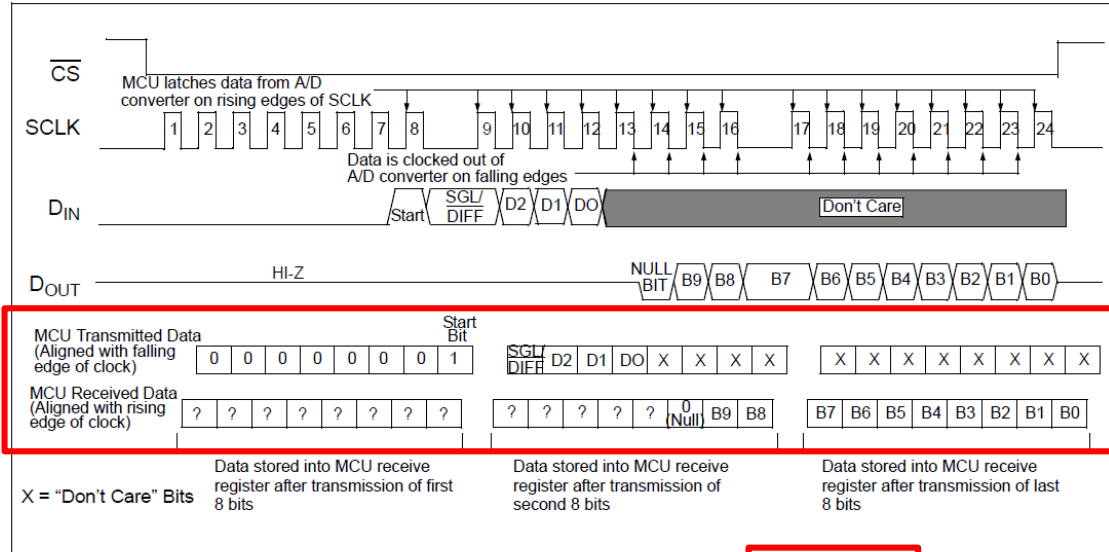 CS
MCU latches data from A/D
converter on rising edges of SCLK
SCLK
1 2 3 4 5 6 7 8 9 10 11 12 13 14 15 16 17 18 19 20 21 22 23 24
Data is clocked out of
A/D converter on falling edges
DIN
Start SGL/DIFF D2 D1 DO Don't Care
DOUT
HI-Z
NULL BIT B9 B8 B7 B6 B5 B4 B3 B2 B1 B0
MCU Transmitted Data
(Aligned with falling
edge of clock)
Start
Bit
0 0 0 0 0 0 0 1 SGL/DIFF D2 D1 DO X X X X X X X X X X X X
MCU Received Data
(Aligned with rising
edge of clock)
? ? ? ? ? ? ? ? ? ? ? ? ? 0 (Null) B9 B8 B7 B6 B5 B4 B3 B2 B1 B0
X = “Don’t Care” Bits
Data stored into MCU receive
register after transmission of first
8 bits
Data stored into MCU receive
register after transmission of
second 8 bits
Data stored into MCU receive
register after transmission of last
8 bits